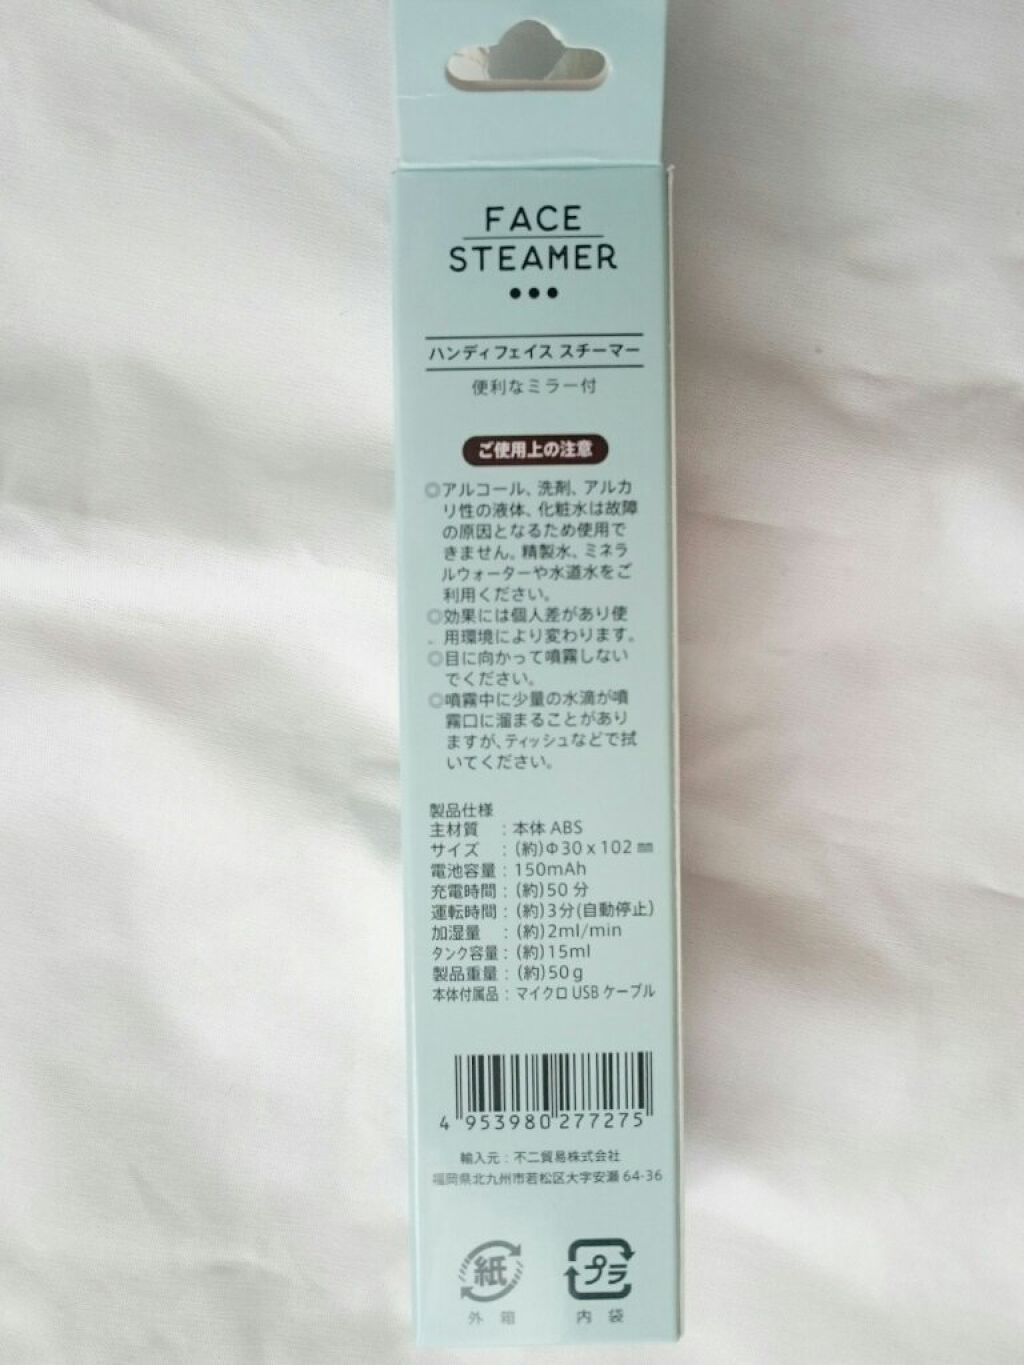 FACE
STEAMER
ハンディフェイス スチーマー
便利なミラー付
ご使用上の注意
◎アルコール、洗剤、アルカ
リ性の液体、化粧水は故障
の原因となるため使用で
きません。精製水、ミネラ
ルウォーターや水道水をご
利用ください。
◎効果には個人差があり使
用環境により変わります。
◎目に向かって噴霧しない
でください。
◎噴霧中に少量の水滴が噴
霧口に溜まることがあり
ますが、ティッシュなどで拭
いてください。
製品仕様
主材質 : 本体 ABS
サイズ : (約)Φ30 x 102 ㎜
電池容量 : 150mAh
充電時間 : (約)50 分
運転時間 : (約)3分(自動停止)
加湿量 : (約)2ml/min
タンク容量 : (約)15ml
製品重量 : (約)50g
本体付属品 : マイクロ USB ケーブル
4 953980 277275
輸入元 : 不二貿易株式会社
福岡県北九州市若松区大字安瀬 64-36
紙 プラ
外 箱 内 袋